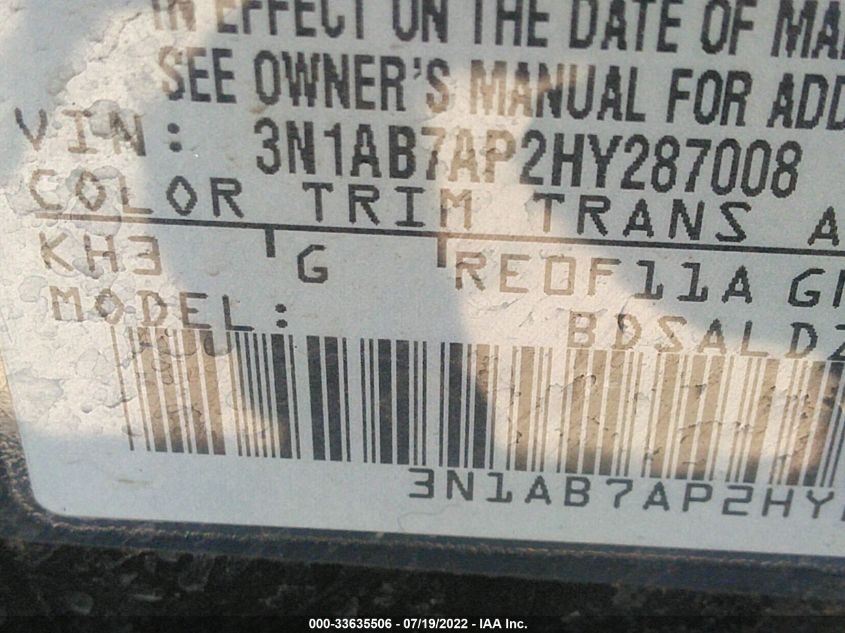 IN EFFECT ON THE DATE OF MA
SEE OWNER'S MANUAL FOR ADD
VIN: 3N1AB7AP2HY287008
COLOR TRIM TRANS A
KH3 G RE0F11A G
MODEL: BDSALDZ
3N1AB7AP2HY
000-33635506 - 07/19/2022 - IAA Inc.